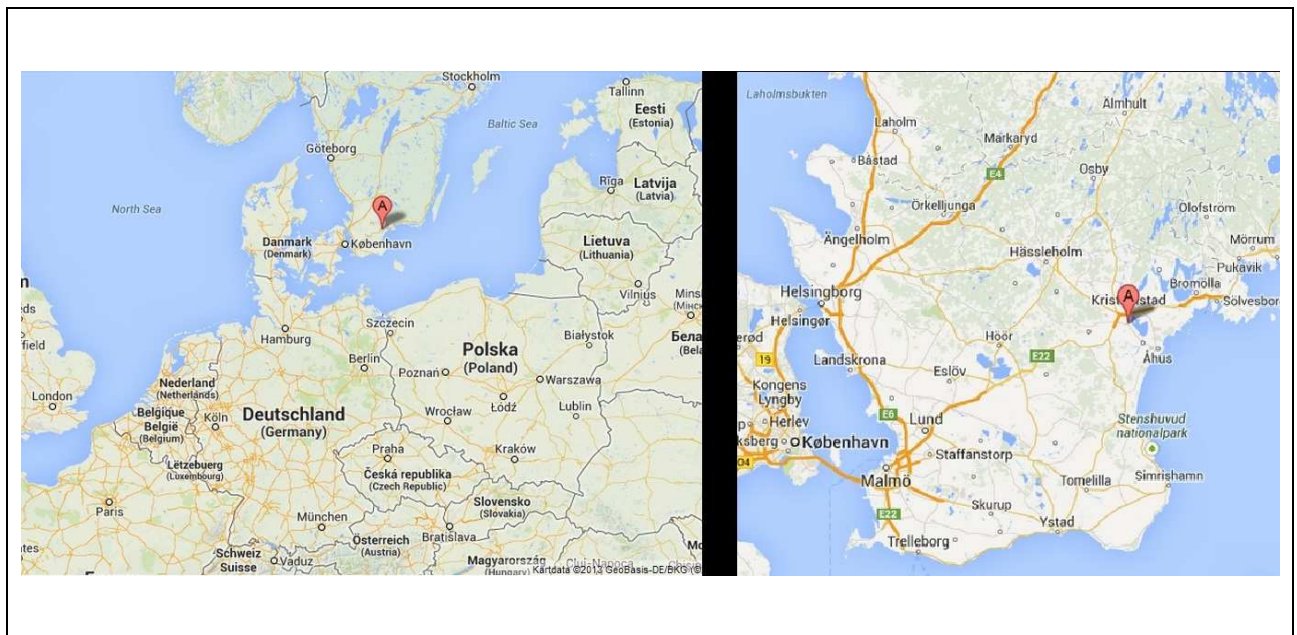 Stockholm
Tallinn
Eesti
(Estonia)
Baltic Sea
Göteborg
Rīga
Latvija
(Latvia)
North Sea
A
Danmark
(Denmark)
København
Lietuva
(Lithuania)
Vilnius
Hamburg
Szczecin
Białystok
Berlin
Polska
(Poland)
Poznań
Warszawa
London
Nederland
(Netherlands)
Belgique
België
(Belgium)
Köln
Deutschland
(Germany)
Wrocław
Łódź
Lublin
Praha
Kraków
Lëtzebuerg
(Luxembourg)
Česká republika
(Czech Republic)
Paris
Slovensko
(Slovakia)
München
Österreich
(Austria)
Bratislava
Schweiz
Suisse
Vaduz
Magyarország
(Hungary)
Cluj-Napoca
Kartdata ©2013 GeoBasis-DE/BKG (©
Laholmsbukten
Älmhult
Laholm
Markaryd
Båstad
Osby
E4
Örkelljunga
Olofström
Ängelholm
Hässleholm
Mörrum
Pukavik
Helsingborg
Bromölla
A
Sölvesbor
Helsingør
Höör
19
Landskrona
E22
Åhus
Eslöv
Kongens
Lyngby
E6
Lund
Stenshuvud
nationalpark
Herlev
København
Staffanstorp
04
Malmö
Tomelilla
Simrishamn
Skurup
E22
Ystad
Trelleborg